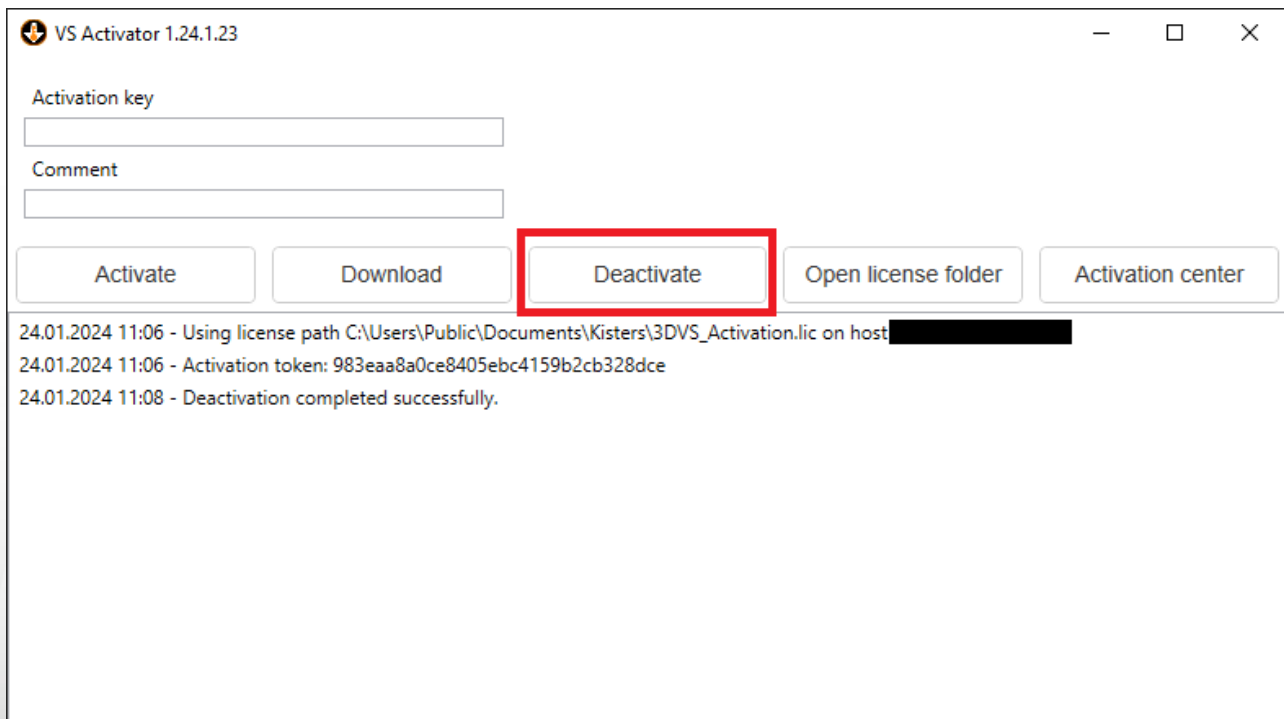 VS Activator 1.24.1.23
Activation key
Comment
Activate Download Deactivate Open license folder Activation center
24.01.2024 11:06 - Using license path C:\Users\Public\Documents\Kisters\3DVS_Activation.lic on host
24.01.2024 11:06 - Activation token: 983eaa8a0ce8405ebc4159b2cb328dce
24.01.2024 11:08 - Deactivation completed successfully.